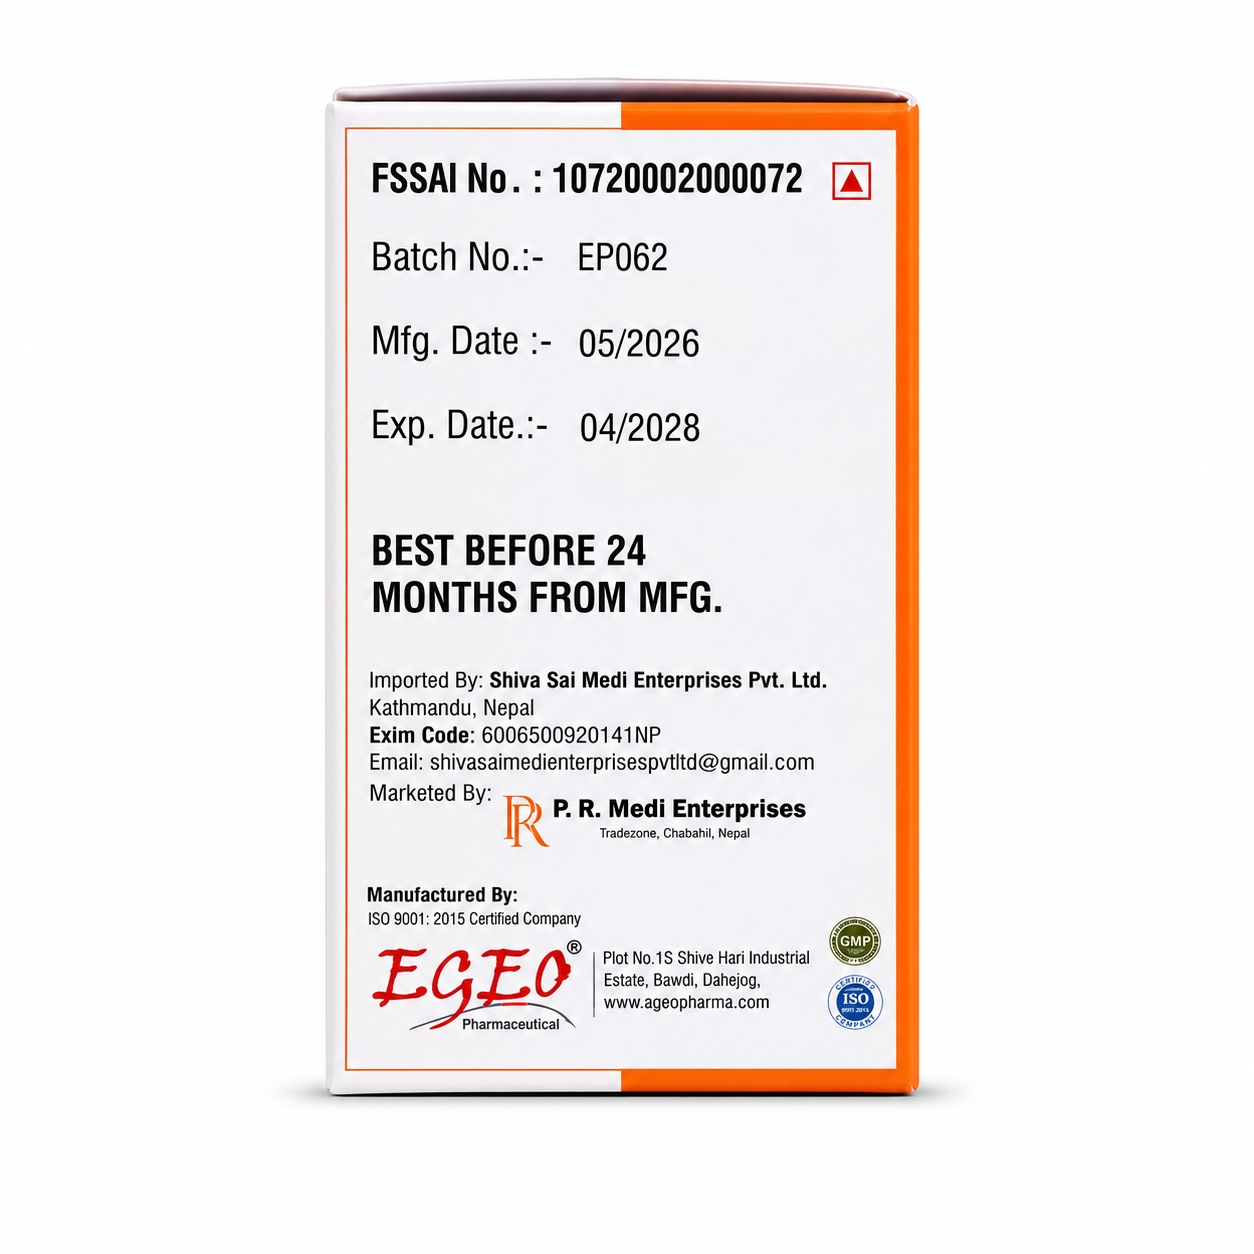 FSSAI No. : 10720002000072
Batch No.:- EP062
Mfg. Date :- 05/2026
Exp. Date.:- 04/2028
BEST BEFORE 24
MONTHS FROM MFG.
Imported By: Shiva Sai Medi Enterprises Pvt. Ltd.
Kathmandu, Nepal
Exim Code: 6006500920141NP
Email: shivasaimedienterprisespvtltd@gmail.com
Marketed By:
PR P. R. Medi Enterprises
Tradezone, Chabahil, Nepal
Manufactured By:
ISO 9001: 2015 Certified Company
EGEO®
Pharmaceutical
Plot No.1S Shive Hari Industrial
Estate, Bawdi, Dahejog,
www.ageopharma.com
GMP
CERTIFIED
ISO
COMPANY